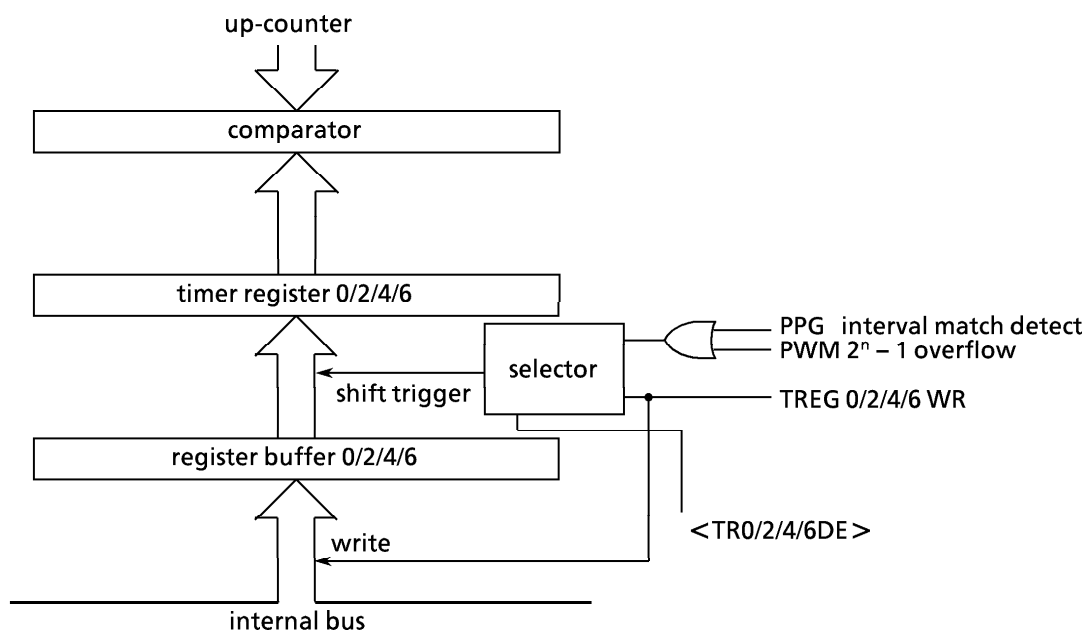 up-counter
comparator
timer register 0/2/4/6
PPG interval match detect
PWM 2ⁿ – 1 overflow
selector
shift trigger
TREG 0/2/4/6 WR
register buffer 0/2/4/6
<TR0/2/4/6DE>
write
internal bus